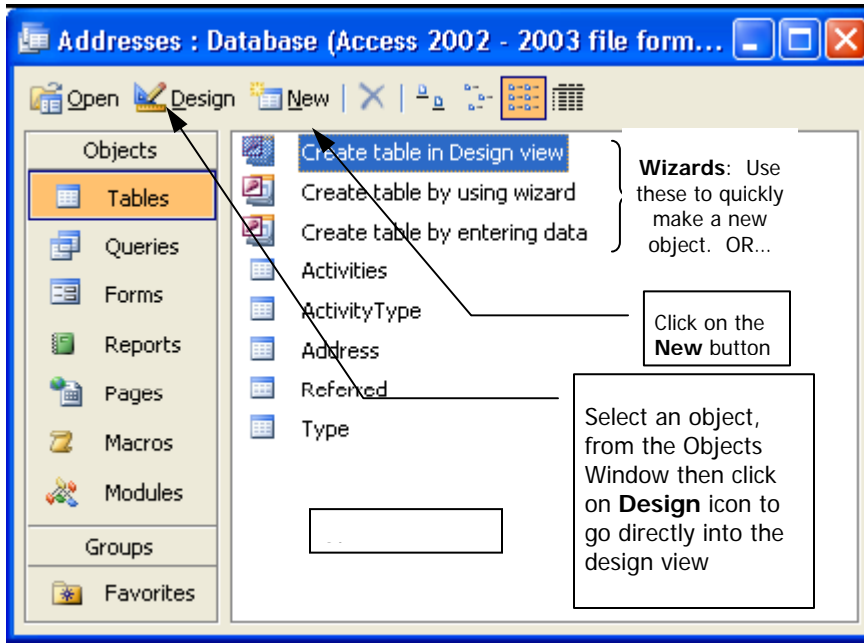 Addresses : Database (Access 2002 - 2003 file form...
Open Design New
Objects
Tables
Queries
Forms
Reports
Pages
Macros
Modules
Groups
Favorites
Create table in Design view
Create table by using wizard
Create table by entering data
Activities
ActivityType
Address
Referred
Type
Wizards: Use
these to quickly
make a new
object. OR...
Click on the
New button
Select an object,
from the Objects
Window then click
on Design icon to
go directly into the
design view